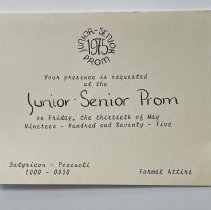 JUNIOR-SENIOR
1975
PROM
Your presence is requested
at the
Junior-Senior Prom
on Friday, the thirtieth of May
Nineteen - Hundred and Seventy - Five
Satyricon - Pozzuoli
1900 - 0030
Formal Attire